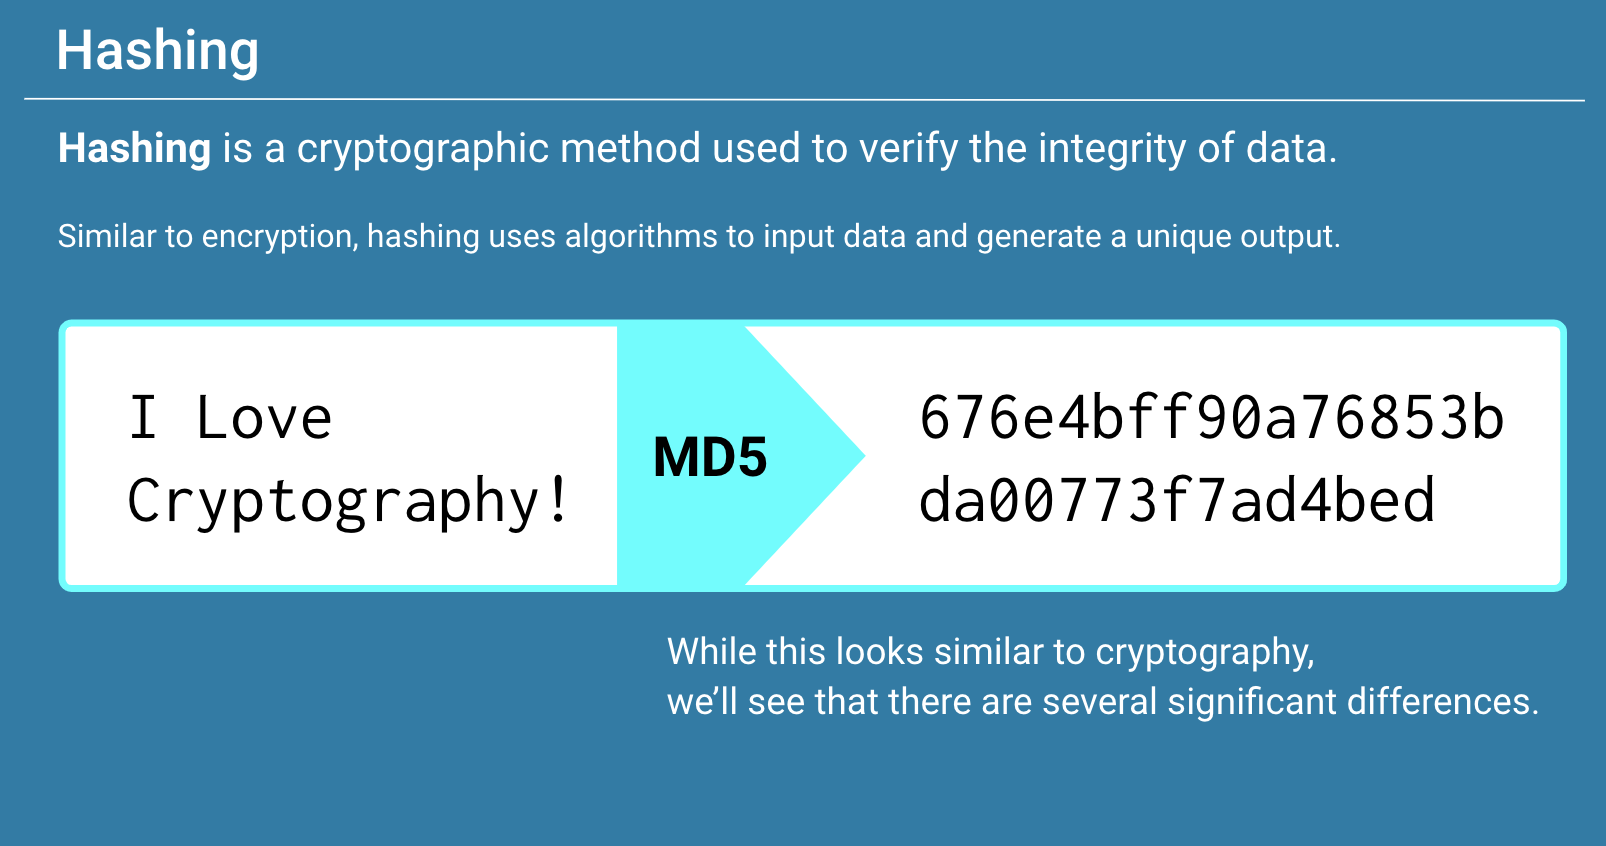 Hashing
Hashing is a cryptographic method used to verify the integrity of data.
Similar to encryption, hashing uses algorithms to input data and generate a unique output.
I Love
Cryptography!
MD5
676e4bff90a76853b
da00773f7ad4bed
While this looks similar to cryptography,
we’ll see that there are several significant differences.